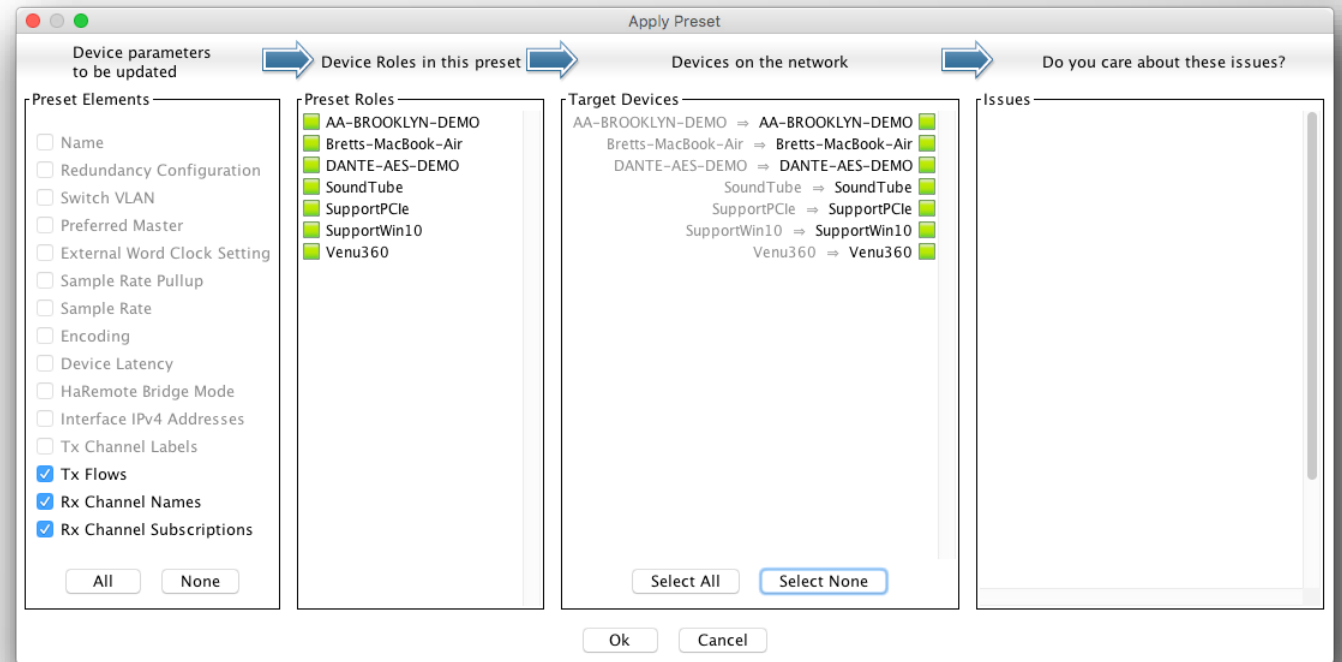 Apply Preset
Device parameters
to be updated
Device Roles in this preset
Devices on the network
Do you care about these issues?
Preset Elements
Name
Redundancy Configuration
Switch VLAN
Preferred Master
External Word Clock Setting
Sample Rate Pullup
Sample Rate
Encoding
Device Latency
HaRemote Bridge Mode
Interface IPv4 Addresses
Tx Channel Labels
Tx Flows
Rx Channel Names
Rx Channel Subscriptions
All None
Preset Roles
AA-BROOKLYN-DEMO
Bretts-MacBook-Air
DANTE-AES-DEMO
SoundTube
SupportPCIe
SupportWin10
Venu360
Target Devices
AA-BROOKLYN-DEMO ⇒ AA-BROOKLYN-DEMO
Bretts-MacBook-Air ⇒ Bretts-MacBook-Air
DANTE-AES-DEMO ⇒ DANTE-AES-DEMO
SoundTube ⇒ SoundTube
SupportPCIe ⇒ SupportPCIe
SupportWin10 ⇒ SupportWin10
Venu360 ⇒ Venu360
Select All Select None
Issues
Ok Cancel